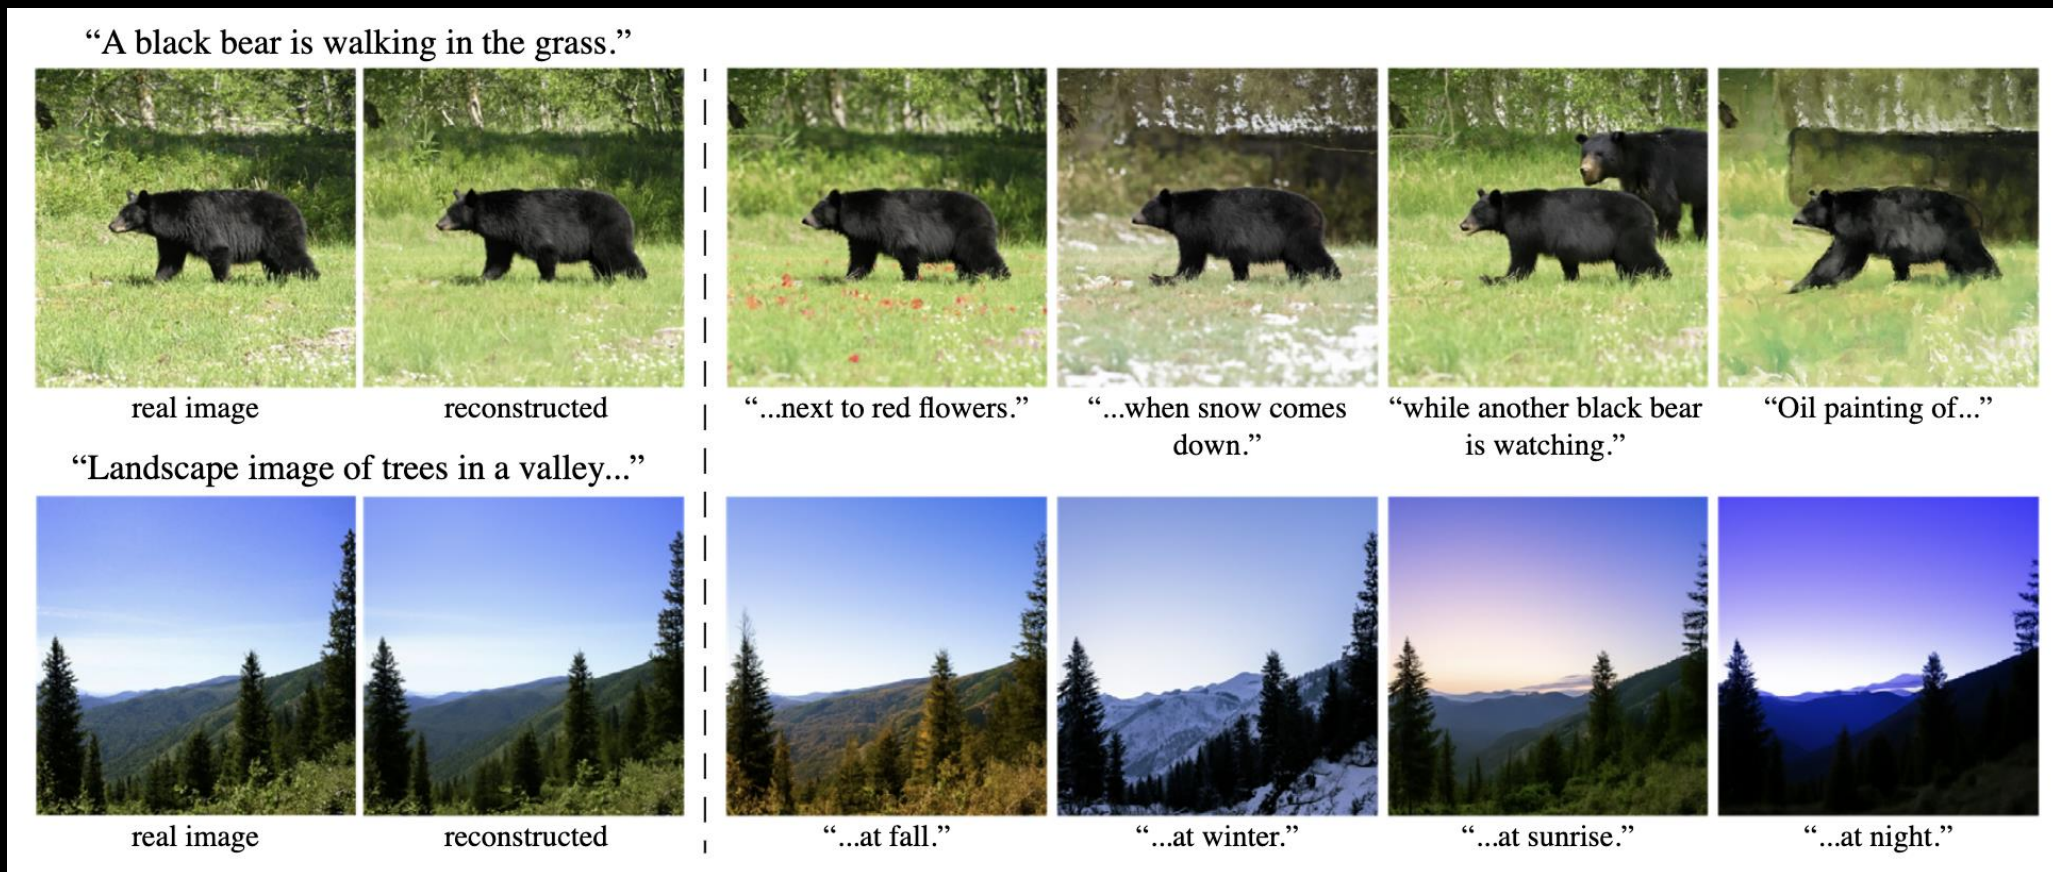 “A black bear is walking in the grass.”
real image
reconstructed
“...next to red flowers.”
“...when snow comes
down.”
“while another black bear
is watching.”
“Oil painting of...”
“Landscape image of trees in a valley...”
real image
reconstructed
“...at fall.”
“...at winter.”
“...at sunrise.”
“...at night.”